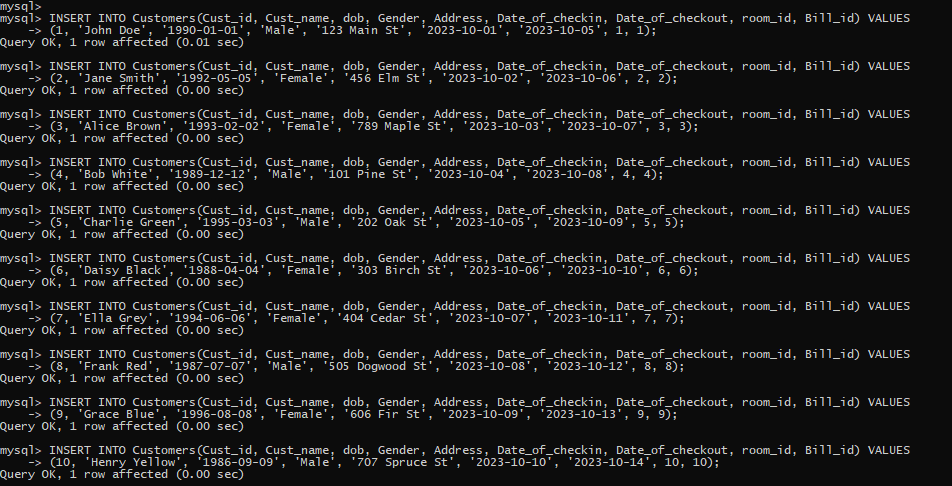 mysql>
mysql> INSERT INTO Customers(Cust_id, Cust_name, dob, Gender, Address, Date_of_checkin, Date_of_checkout, room_id, Bill_id) VALUES
-> (1, 'John Doe', '1990-01-01', 'Male', '123 Main St', '2023-10-01', '2023-10-05', 1, 1);
Query OK, 1 row affected (0.01 sec)
mysql> INSERT INTO Customers(Cust_id, Cust_name, dob, Gender, Address, Date_of_checkin, Date_of_checkout, room_id, Bill_id) VALUES
-> (2, 'Jane Smith', '1992-05-05', 'Female', '456 Elm St', '2023-10-02', '2023-10-06', 2, 2);
Query OK, 1 row affected (0.00 sec)
mysql> INSERT INTO Customers(Cust_id, Cust_name, dob, Gender, Address, Date_of_checkin, Date_of_checkout, room_id, Bill_id) VALUES
-> (3, 'Alice Brown', '1993-02-02', 'Female', '789 Maple St', '2023-10-03', '2023-10-07', 3, 3);
Query OK, 1 row affected (0.00 sec)
mysql> INSERT INTO Customers(Cust_id, Cust_name, dob, Gender, Address, Date_of_checkin, Date_of_checkout, room_id, Bill_id) VALUES
-> (4, 'Bob White', '1989-12-12', 'Male', '101 Pine St', '2023-10-04', '2023-10-08', 4, 4);
Query OK, 1 row affected (0.00 sec)
mysql> INSERT INTO Customers(Cust_id, Cust_name, dob, Gender, Address, Date_of_checkin, Date_of_checkout, room_id, Bill_id) VALUES
-> (5, 'Charlie Green', '1995-03-03', 'Male', '202 Oak St', '2023-10-05', '2023-10-09', 5, 5);
Query OK, 1 row affected (0.00 sec)
mysql> INSERT INTO Customers(Cust_id, Cust_name, dob, Gender, Address, Date_of_checkin, Date_of_checkout, room_id, Bill_id) VALUES
-> (6, 'Daisy Black', '1988-04-04', 'Female', '303 Birch St', '2023-10-06', '2023-10-10', 6, 6);
Query OK, 1 row affected (0.00 sec)
mysql> INSERT INTO Customers(Cust_id, Cust_name, dob, Gender, Address, Date_of_checkin, Date_of_checkout, room_id, Bill_id) VALUES
-> (7, 'Ella Grey', '1994-06-06', 'Female', '404 Cedar St', '2023-10-07', '2023-10-11', 7, 7);
Query OK, 1 row affected (0.00 sec)
mysql> INSERT INTO Customers(Cust_id, Cust_name, dob, Gender, Address, Date_of_checkin, Date_of_checkout, room_id, Bill_id) VALUES
-> (8, 'Frank Red', '1987-07-07', 'Male', '505 Dogwood St', '2023-10-08', '2023-10-12', 8, 8);
Query OK, 1 row affected (0.00 sec)
mysql> INSERT INTO Customers(Cust_id, Cust_name, dob, Gender, Address, Date_of_checkin, Date_of_checkout, room_id, Bill_id) VALUES
-> (9, 'Grace Blue', '1996-08-08', 'Female', '606 Fir St', '2023-10-09', '2023-10-13', 9, 9);
Query OK, 1 row affected (0.00 sec)
mysql> INSERT INTO Customers(Cust_id, Cust_name, dob, Gender, Address, Date_of_checkin, Date_of_checkout, room_id, Bill_id) VALUES
-> (10, 'Henry Yellow', '1986-09-09', 'Male', '707 Spruce St', '2023-10-10', '2023-10-14', 10, 10);
Query OK, 1 row affected (0.00 sec)